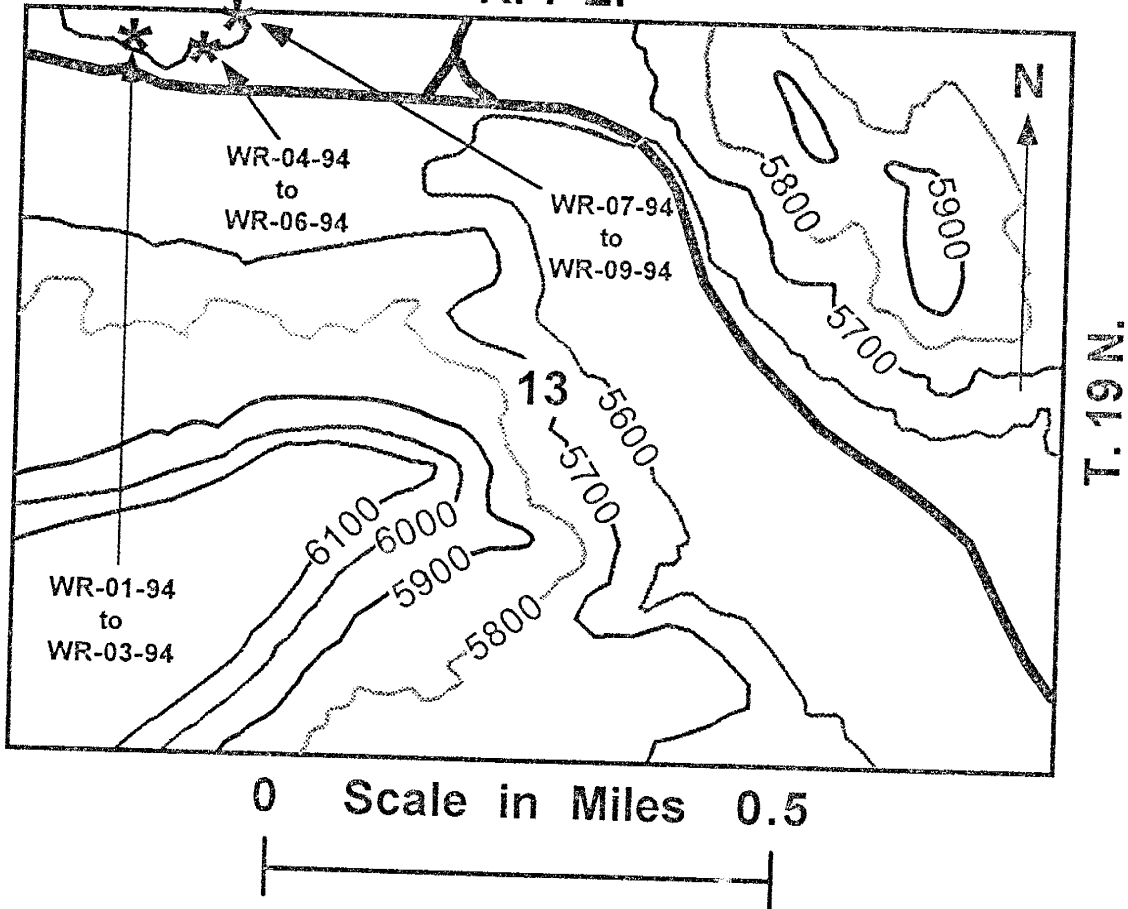 N
WR-04-94
to
WR-06-94
WR-07-94
to
WR-09-94
5800
5900
5700
T. 19 N.
13
5600
5700
6100
6000
5900
5800
WR-01-94
to
WR-03-94
0 Scale in Miles 0.5